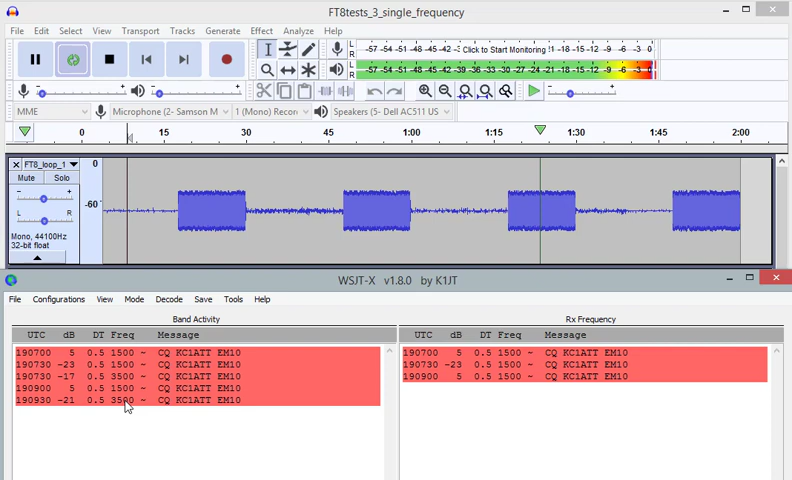 FT8tests_3_single_frequency
File Edit Select View Transport Tracks Generate Effect Analyze Help
L R -57 -54 -51 -48 -45 -42 -3 Click to Start Monitoring !1 -18 -15 -12 -9 -6 -3 0
L R -57 -54 -51 -48 -45 -42 -39 -36 -33 -30 -27 -24 -21 -18 -15 -12 -9 -6 -3 0
MME Microphone (2- Samson M 1 (Mono) Recor Speakers (5- Dell AC511 US
0 15 30 45 1:00 1:15 1:30 1:45 2:00
FT8_loop_1
Mute Solo
- +
L R
Mono, 44100Hz
32-bit float
0
-60
WSJT-X v1.8.0 by K1JT
File Configurations View Mode Decode Save Tools Help
Band Activity
UTC dB DT Freq Message
190700 5 0.5 1500 ~ CQ KC1ATT EM10
190730 -23 0.5 1500 ~ CQ KC1ATT EM10
190730 -17 0.5 3500 ~ CQ KC1ATT EM10
190900 5 0.5 1500 ~ CQ KC1ATT EM10
190930 -21 0.5 3500 ~ CQ KC1ATT EM10
Rx Frequency
UTC dB DT Freq Message
190700 5 0.5 1500 ~ CQ KC1ATT EM10
190730 -23 0.5 1500 ~ CQ KC1ATT EM10
190900 5 0.5 1500 ~ CQ KC1ATT EM10